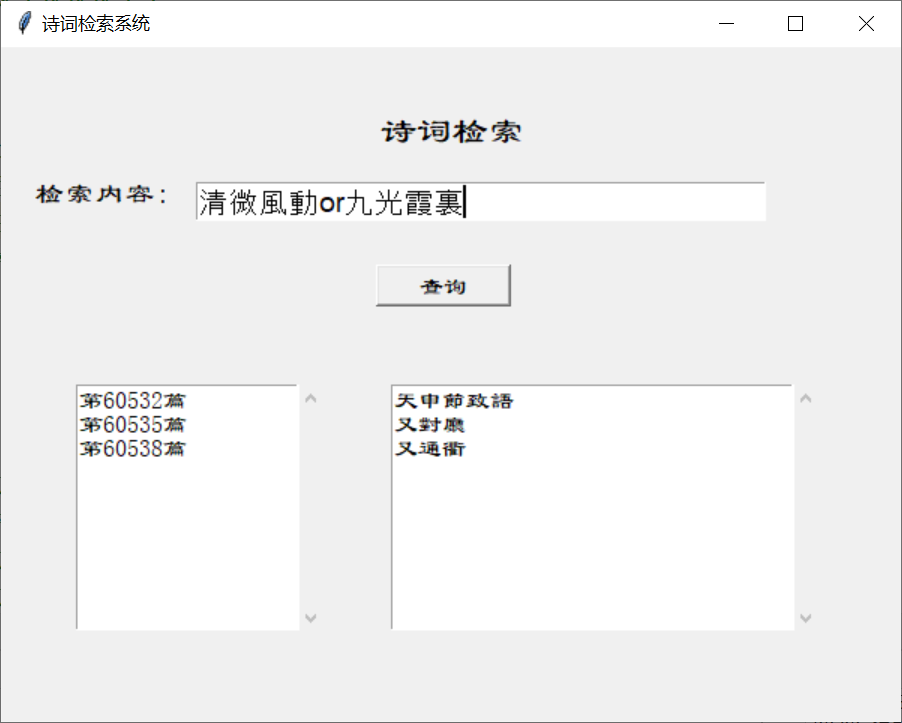 诗词检索系统
诗词检索
检索内容：
清微風動or九光霞裏
查询
第60532篇
第60535篇
第60538篇
天申節致語
又對廳
又通衢